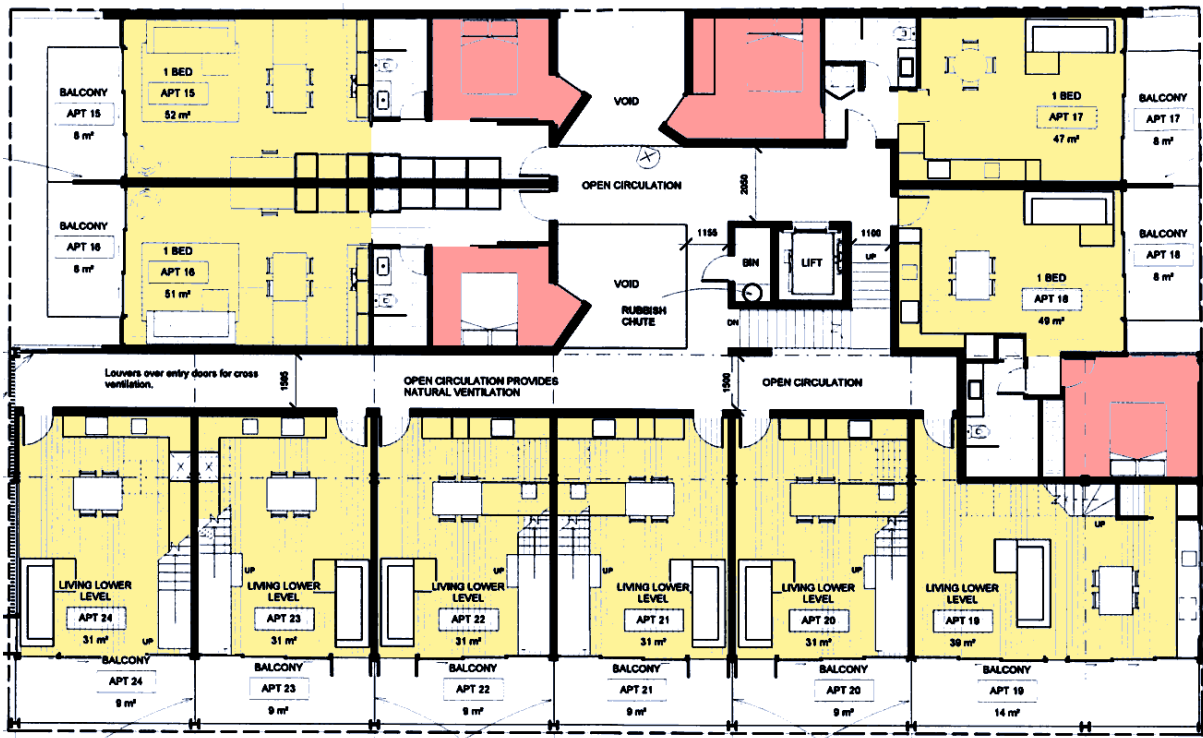 1 BED
APT 15
52 m²
BALCONY
APT 15
8 m²
VOID
1 BED
APT 17
47 m²
BALCONY
APT 17
8 m²
OPEN CIRCULATION
2050
BALCONY
APT 16
8 m²
1 BED
APT 16
51 m²
VOID
RUBBISH
CHUTE
1155
BIN
LIFT
1100
UP
DN
1 BED
APT 18
49 m²
BALCONY
APT 18
8 m²
Louvers over entry doors for cross
ventilation.
1585
OPEN CIRCULATION PROVIDES
NATURAL VENTILATION
1500
OPEN CIRCULATION
LIVING LOWER
LEVEL
APT 24
31 m²
UP
LIVING LOWER
LEVEL
APT 23
31 m²
UP
LIVING LOWER
LEVEL
APT 22
31 m²
UP
LIVING LOWER
LEVEL
APT 21
31 m²
UP
LIVING LOWER
LEVEL
APT 20
31 m²
UP
LIVING LOWER
LEVEL
APT 19
39 m²
UP
BALCONY
APT 24
9 m²
BALCONY
APT 23
9 m²
BALCONY
APT 22
9 m²
BALCONY
APT 21
9 m²
BALCONY
APT 20
9 m²
BALCONY
APT 19
14 m²